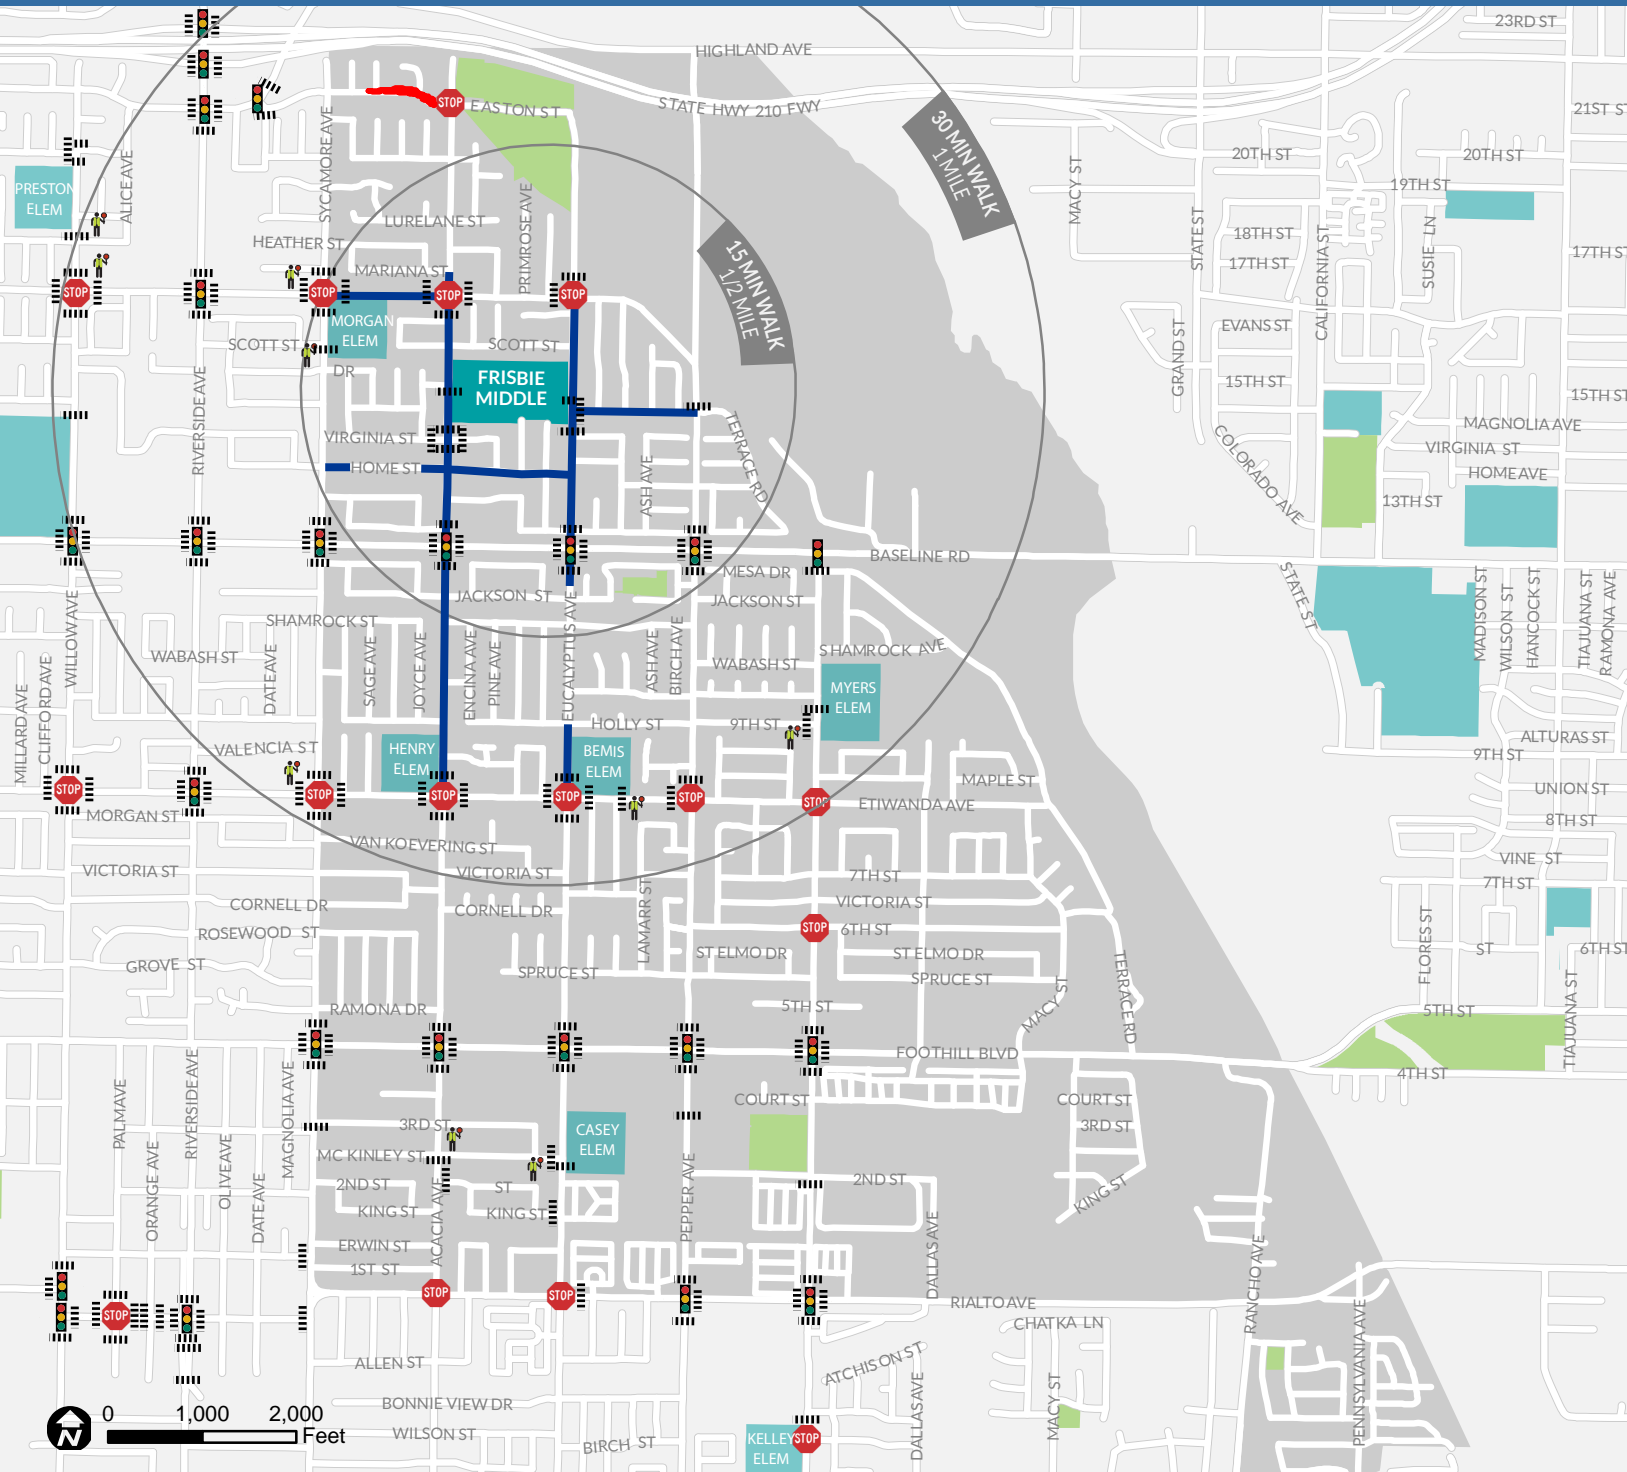 23RD ST
HIGHLAND AVE
STATE HWY 210 FWY
21ST S
EASTON ST
STOP
30 MIN WALK
1 MILE
SYCAMORE AVE
ALICE AVE
20TH ST
20TH ST
PRESTON
ELEM
19TH ST
MACY ST
LURELANE ST
PRIMROSE AVE
HEATHER ST
STATE ST
18TH ST
CALIFORNIA ST
SUSIE LN
17TH ST
17TH ST
MARIANA ST
15 MIN WALK
1/2 MILE
STOP
STOP
STOP
STOP
MORGAN
ELEM
EVANS ST
GRAND ST
SCOTT ST
DR
SCOTT ST
FRISBIE
MIDDLE
15TH ST
15TH ST
RIVERSIDE AVE
VIRGINIA ST
HOME ST
TERRACE RD
ASH AVE
COLORADO AVE
MAGNOLIA AVE
VIRGINIA ST
HOME AVE
13TH ST
BASELINE RD
MESA DR
JACKSON ST
JACKSON ST
STATE ST
WILLOW AVE
SHAMROCK ST
WABASH ST
DATE AVE
SAGE AVE
JOYCE AVE
ENCINA AVE
PINE AVE
EUCALYPTUS AVE
ASH AVE
BIRCH AVE
SHAMROCK AVE
WABASH ST
MYERS
ELEM
MADISON ST
WILSON ST
HANCOCK ST
TIAJUANA ST
RAMONA AVE
MILLARD AVE
CLIFFORD AVE
HOLLY ST
9TH ST
VALENCIA ST
HENRY
ELEM
BEMIS
ELEM
ALTURAS ST
9TH ST
MAPLE ST
ETIWANDA AVE
UNION ST
STOP
STOP
STOP
STOP
STOP
STOP
MORGAN ST
8TH ST
VAN KOEVERING ST
VICTORIA ST
VICTORIA ST
7TH ST
VINE ST
7TH ST
CORNELL DR
CORNELL DR
LAMARR ST
VICTORIA ST
STOP
6TH ST
ROSEWOOD ST
FLORES ST
ST
6TH ST
ST ELMO DR
ST ELMO DR
GROVE ST
SPRUCE ST
SPRUCE ST
TERRACE RD
MACY ST
RAMONA DR
5TH ST
5TH ST
TIAJUANA ST
FOOTHILL BLVD
4TH ST
PALM AVE
RIVERSIDE AVE
MAGNOLIA AVE
COURT ST
COURT ST
3RD ST
CASEY
ELEM
3RD ST
MC KINLEY ST
ORANGE AVE
OLIVE AVE
DATE AVE
2ND ST
ST
PEPPER AVE
2ND ST
KING ST
KING ST
KING ST
ACACIA AVE
ERWIN ST
1ST ST
DALLAS AVE
RANCHO AVE
STOP
STOP
STOP
RIALTO AVE
CHATKA LN
PENNSYLVANIA AVE
ALLEN ST
ATCHISON ST
BONNIE VIEW DR
DALLAS AVE
MACY ST
WILSON ST
BIRCH ST
KELLEY
ELEM
STOP
N
0 1,000 2,000
Feet